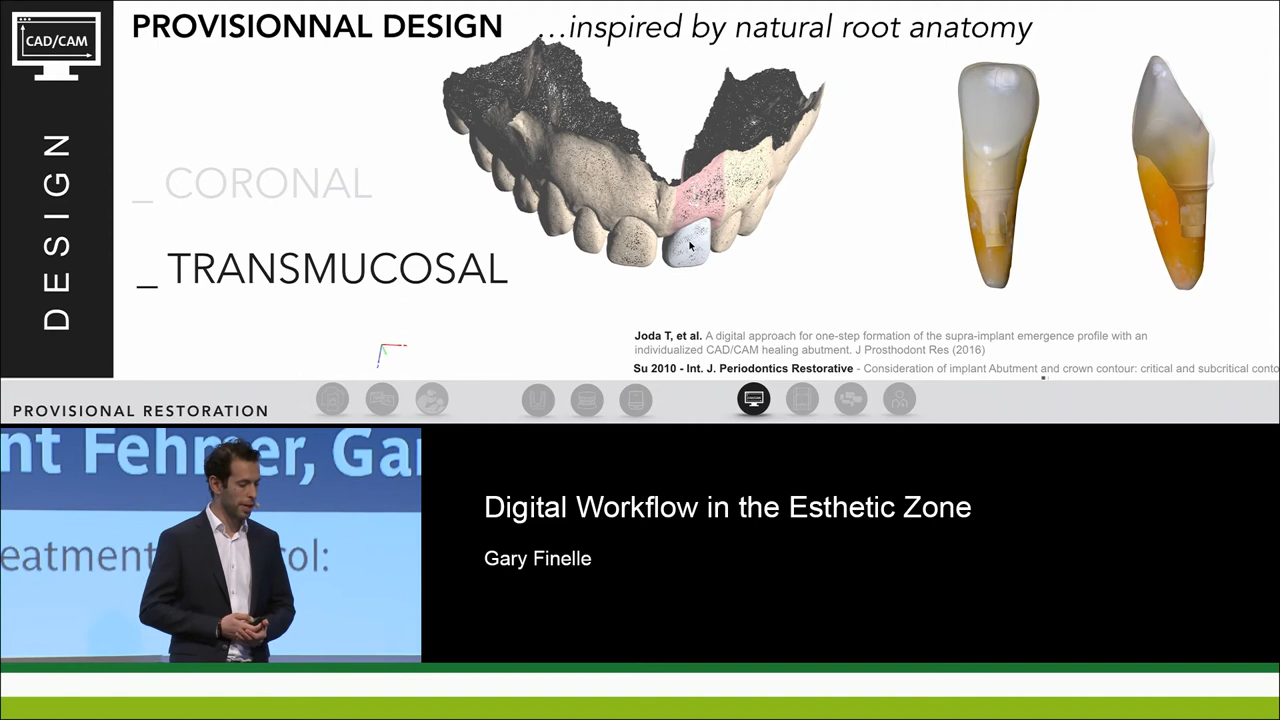 CAD/CAM
PROVISIONNAL DESIGN ...inspired by natural root anatomy
DESIGN
_ CORONAL
_ TRANSMUCOSAL
Joda T, et al. A digital approach for one-step formation of the supra-implant emergence profile with an
individualized CAD/CAM healing abutment. J Prosthodont Res (2016)
Su 2010 - Int. J. Periodontics Restorative - Consideration of implant Abutment and crown contour: critical and subcritical conto
PROVISIONAL RESTORATION
nt Fehmer, Gar
eatment col:
Digital Workflow in the Esthetic Zone
Gary Finelle